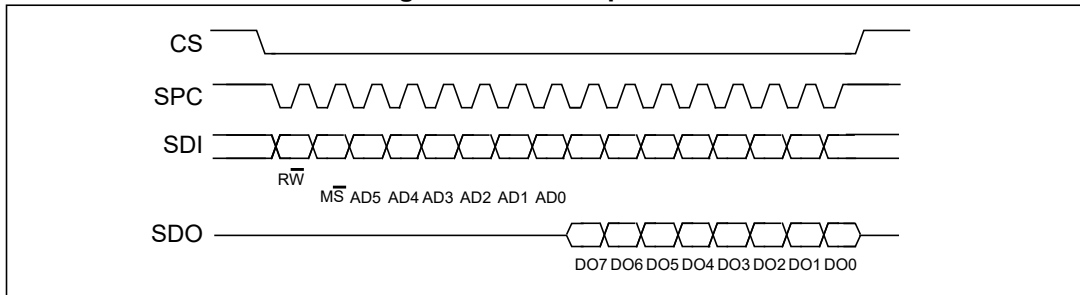 CS
SPC
SDI
RW̅
MS̅ AD5 AD4 AD3 AD2 AD1 AD0
SDO
DO7 DO6 DO5 DO4 DO3 DO2 DO1 DO0